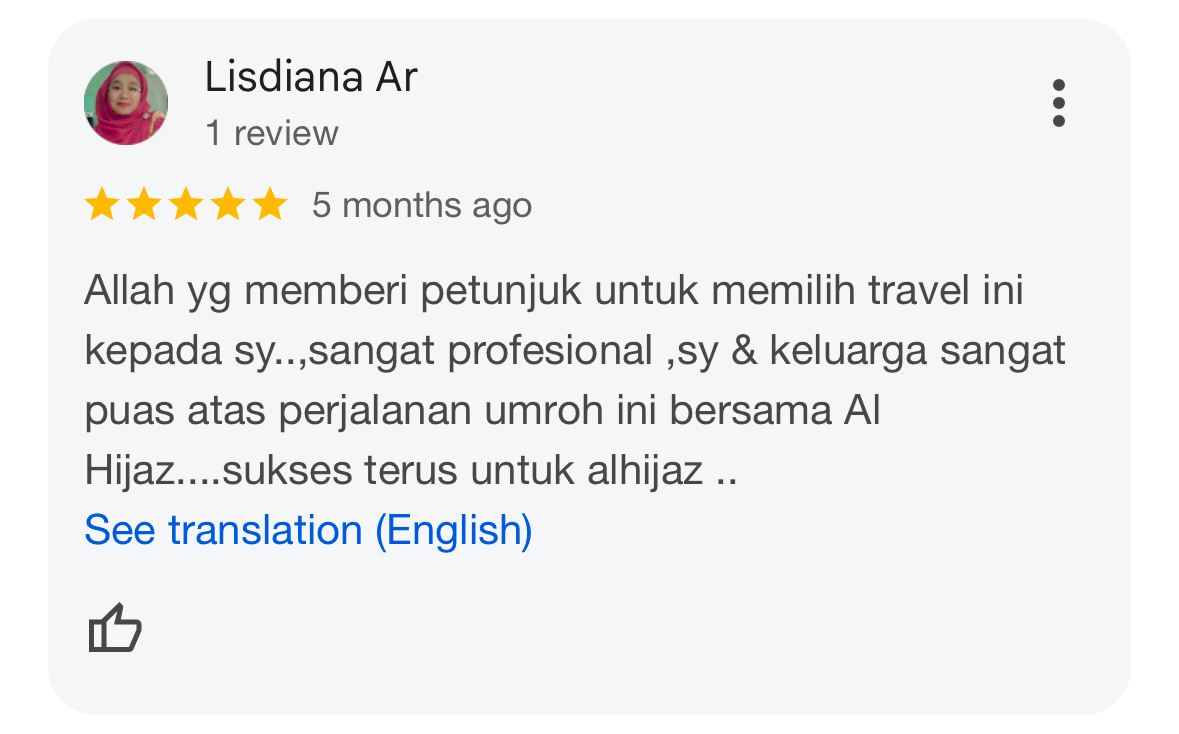 Lisdiana Ar
1 review
5 months ago
Allah yg memberi petunjuk untuk memilih travel ini
kepada sy..,sangat profesional ,sy & keluarga sangat
puas atas perjalanan umroh ini bersama Al
Hijaz....sukses terus untuk alhijaz ..
See translation (English)